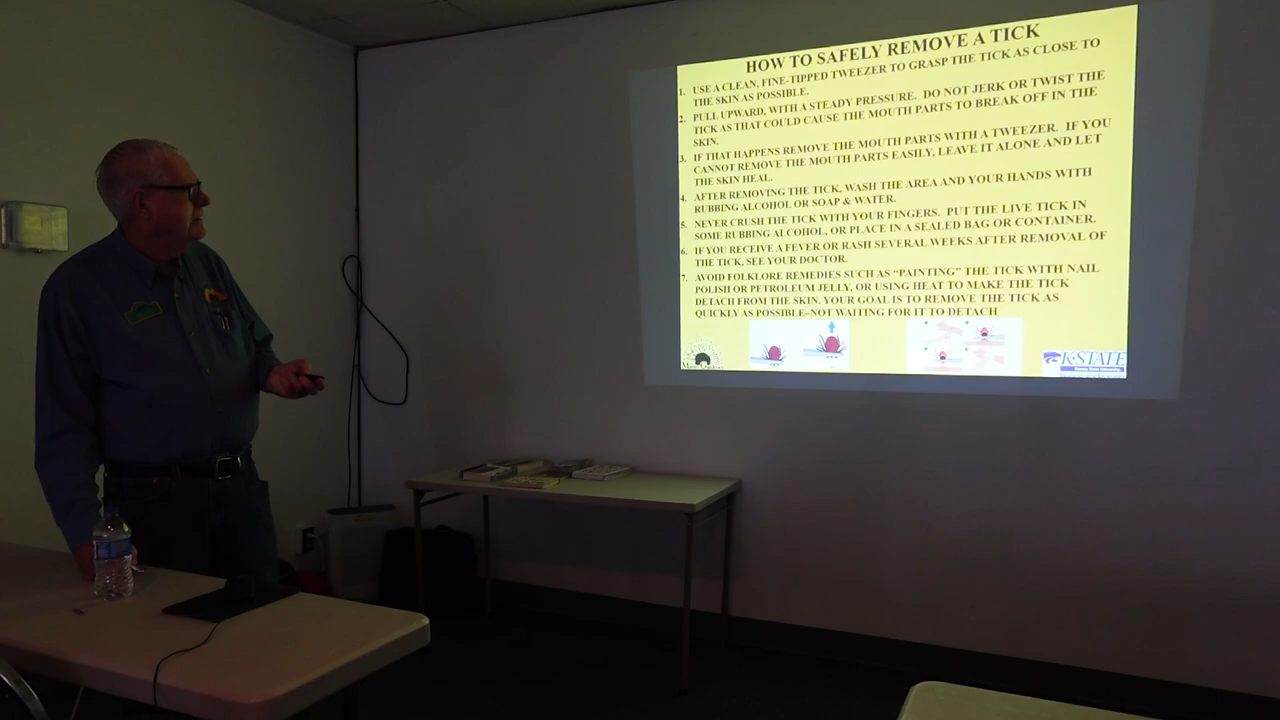 HOW TO SAFELY REMOVE A TICK
1. USE A CLEAN, FINE-TIPPED TWEEZER TO GRASP THE TICK AS CLOSE TO
THE SKIN AS POSSIBLE.
2. PULL UPWARD, WITH A STEADY PRESSURE. DO NOT JERK OR TWIST THE
TICK AS THAT COULD CAUSE THE MOUTH PARTS TO BREAK OFF IN THE
SKIN.
3. IF THAT HAPPENS REMOVE THE MOUTH PARTS WITH A TWEEZER. IF YOU
CANNOT REMOVE THE MOUTH PARTS EASILY, LEAVE IT ALONE AND LET
THE SKIN HEAL.
4. AFTER REMOVING THE TICK, WASH THE AREA AND YOUR HANDS WITH
RUBBING ALCOHOL OR SOAP & WATER.
5. NEVER CRUSH THE TICK WITH YOUR FINGERS. PUT THE LIVE TICK IN
SOME RUBBING ALCOHOL, OR PLACE IN A SEALED BAG OR CONTAINER.
6. IF YOU RECEIVE A FEVER OR RASH SEVERAL WEEKS AFTER REMOVAL OF
THE TICK, SEE YOUR DOCTOR.
7. AVOID FOLKLORE REMEDIES SUCH AS “PAINTING” THE TICK WITH NAIL
POLISH OR PETROLEUM JELLY, OR USING HEAT TO MAKE THE TICK
DETACH FROM THE SKIN. YOUR GOAL IS TO REMOVE THE TICK AS
QUICKLY AS POSSIBLE–NOT WAITING FOR IT TO DETACH
K-STATE
Kansas State University